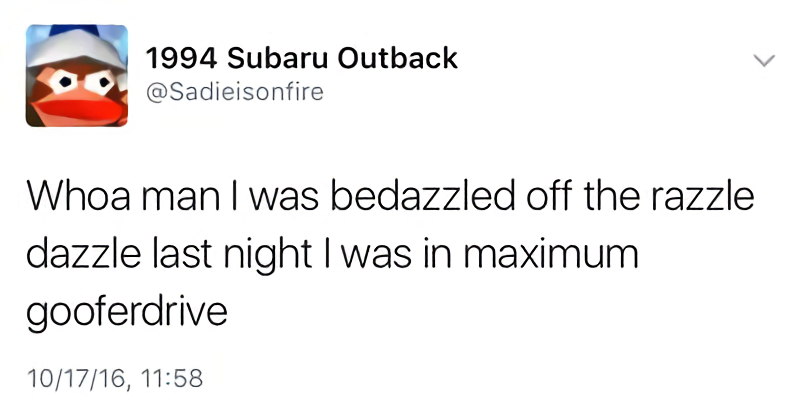 1994 Subaru Outback
@Sadieisonfire
Whoa man I was bedazzled off the razzle
dazzle last night I was in maximum
gooferdrive
10/17/16, 11:58